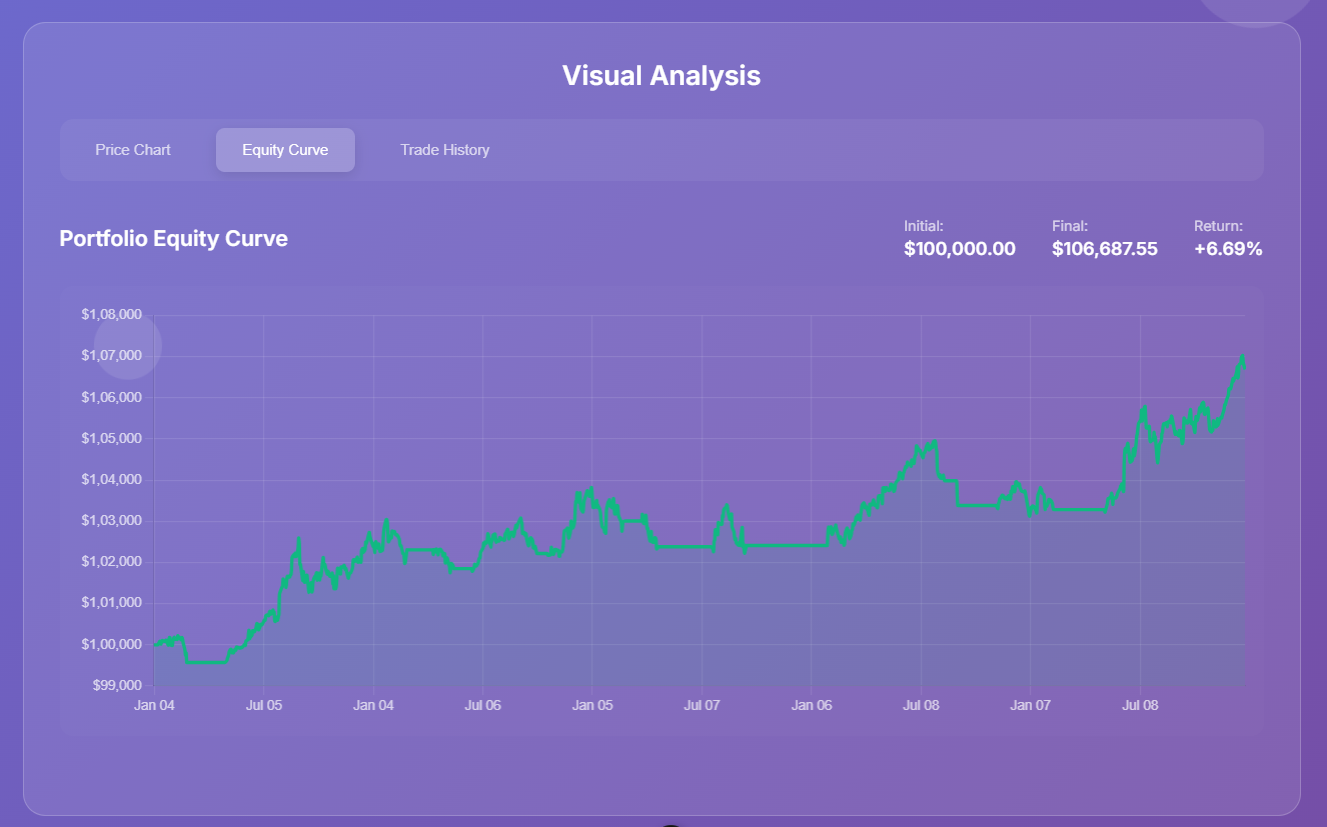 Visual Analysis
Price Chart Equity Curve Trade History
Portfolio Equity Curve
Initial: Final: Return:
$100,000.00 $106,687.55 +6.69%
$1,08,000
$1,07,000
$1,06,000
$1,05,000
$1,04,000
$1,03,000
$1,02,000
$1,01,000
$1,00,000
$99,000
Jan 04 Jul 05 Jan 04 Jul 06 Jan 05 Jul 07 Jan 06 Jul 08 Jan 07 Jul 08